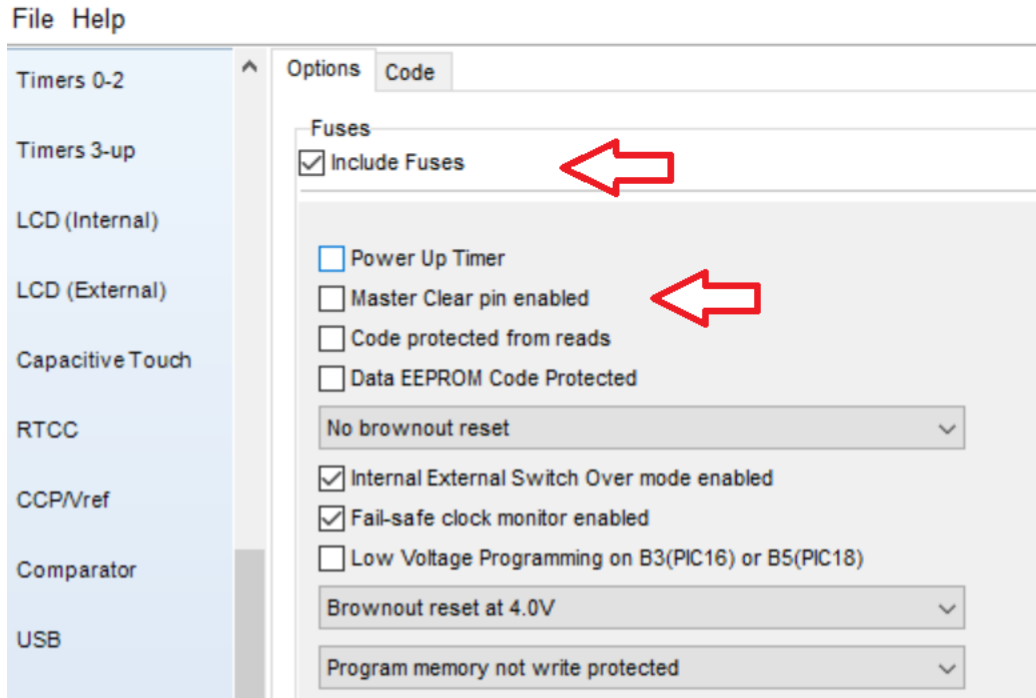 File Help
Timers 0-2
Timers 3-up
LCD (Internal)
LCD (External)
Capacitive Touch
RTCC
CCP/Vref
Comparator
USB
Options Code
Fuses
Include Fuses
Power Up Timer
Master Clear pin enabled
Code protected from reads
Data EEPROM Code Protected
No brownout reset
Internal External Switch Over mode enabled
Fail-safe clock monitor enabled
Low Voltage Programming on B3(PIC16) or B5(PIC18)
Brownout reset at 4.0V
Program memory not write protected